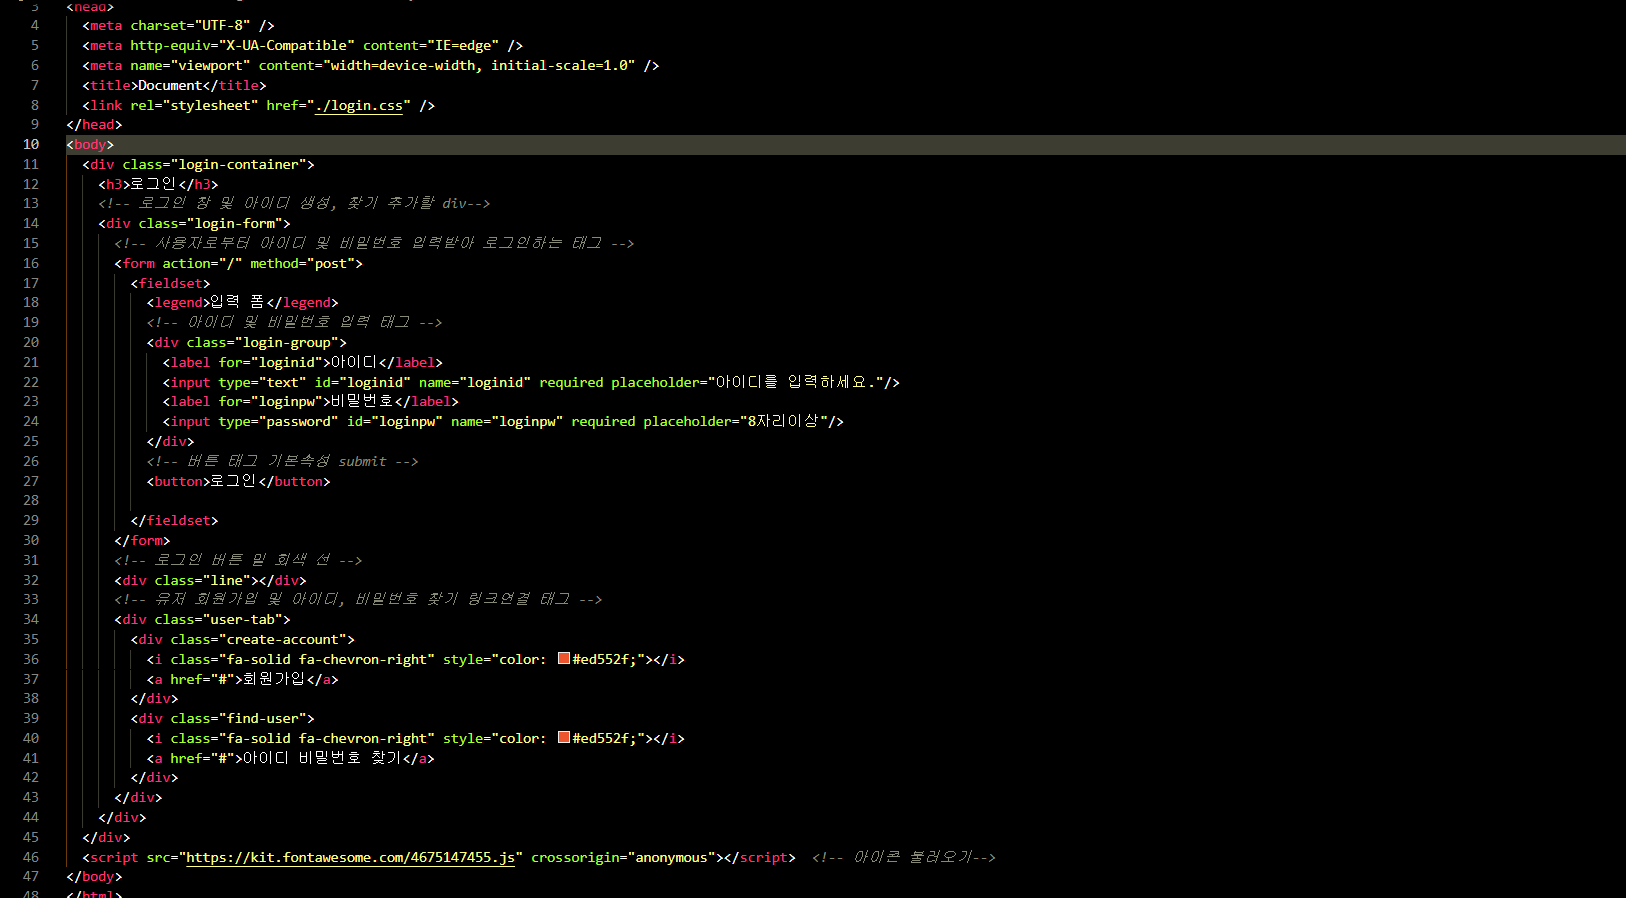 3 <head>
4 <meta charset="UTF-8" />
5 <meta http-equiv="X-UA-Compatible" content="IE=edge" />
6 <meta name="viewport" content="width=device-width, initial-scale=1.0" />
7 <title>Document</title>
8 <link rel="stylesheet" href="./login.css" />
9 </head>
10 <body>
11 <div class="login-container">
12 <h3>로그인</h3>
13 <!-- 로그인 창 및 아이디 생성, 찾기 추가할 div-->
14 <div class="login-form">
15 <!-- 사용자로부터 아이디 및 비밀번호 입력받아 로그인하는 태그 -->
16 <form action="/" method="post">
17 <fieldset>
18 <legend>입력 폼</legend>
19 <!-- 아이디 및 비밀번호 입력 태그 -->
20 <div class="login-group">
21 <label for="loginid">아이디</label>
22 <input type="text" id="loginid" name="loginid" required placeholder="아이디를 입력하세요."/>
23 <label for="loginpw">비밀번호</label>
24 <input type="password" id="loginpw" name="loginpw" required placeholder="8자리이상"/>
25 </div>
26 <!-- 버튼 태그 기본속성 submit -->
27 <button>로그인</button>
28
29 </fieldset>
30 </form>
31 <!-- 로그인 버튼 밑 회색 선 -->
32 <div class="line"></div>
33 <!-- 유저 회원가입 및 아이디, 비밀번호 찾기 링크연결 태그 -->
34 <div class="user-tab">
35 <div class="create-account">
36 <i class="fa-solid fa-chevron-right" style="color: #ed552f;"></i>
37 <a href="#">회원가입</a>
38 </div>
39 <div class="find-user">
40 <i class="fa-solid fa-chevron-right" style="color: #ed552f;"></i>
41 <a href="#">아이디 비밀번호 찾기</a>
42 </div>
43 </div>
44 </div>
45 </div>
46 <script src="https://kit.fontawesome.com/4675147455.js" crossorigin="anonymous"></script> <!-- 아이콘 불러오기-->
47 </body>
48 </html>